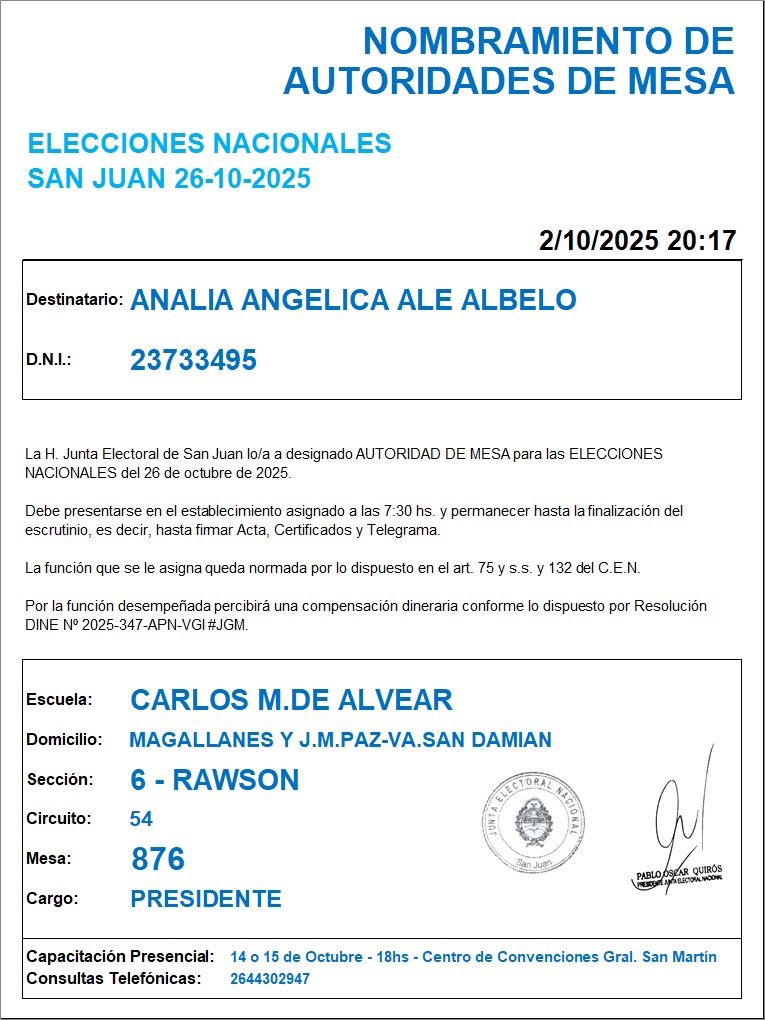 NOMBRAMIENTO DE
AUTORIDADES DE MESA
ELECCIONES NACIONALES
SAN JUAN 26-10-2025
2/10/2025 20:17
Destinatario: ANALIA ANGELICA ALE ALBELO
D.N.I.: 23733495
La H. Junta Electoral de San Juan lo/a a designado AUTORIDAD DE MESA para las ELECCIONES
NACIONALES del 26 de octubre de 2025.
Debe presentarse en el establecimiento asignado a las 7:30 hs. y permanecer hasta la finalización del
escrutinio, es decir, hasta firmar Acta, Certificados y Telegrama.
La función que se le asigna queda normada por lo dispuesto en el art. 75 y s.s. y 132 del C.E.N.
Por la función desempeñada percibirá una compensación dineraria conforme lo dispuesto por Resolución
DINE Nº 2025-347-APN-VGI#JGM.
Escuela: CARLOS M.DE ALVEAR
Domicilio: MAGALLANES Y J.M.PAZ-VA.SAN DAMIAN
Sección: 6 - RAWSON
Circuito: 54
Mesa: 876
Cargo: PRESIDENTE
JUNTA ELECTORAL NACIONAL
San Juan
PABLO OSCAR QUIRÓS
PRESIDENTE JUNTA ELECTORAL NACIONAL
Capacitación Presencial: 14 o 15 de Octubre - 18hs - Centro de Convenciones Gral. San Martín
Consultas Telefónicas: 2644302947